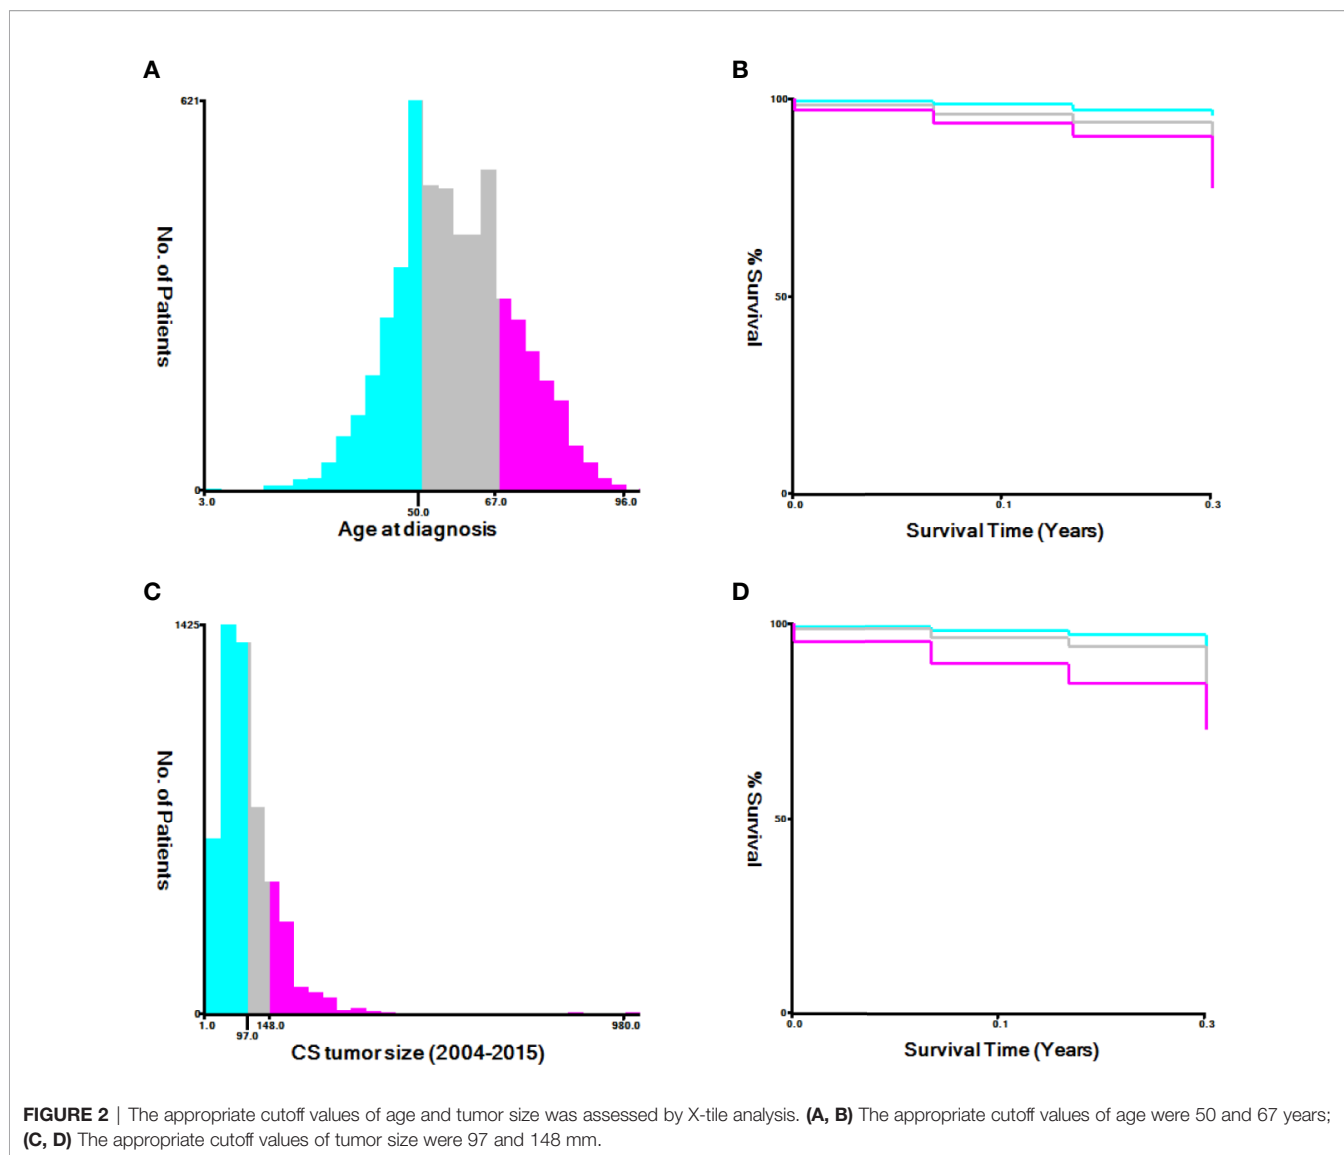 A
621
No. of Patients
0
3.0
50.0
67.0
96.0
Age at diagnosis
B
100
% Survival
50
0
0.0
0.1
0.3
Survival Time (Years)
C
1425
No. of Patients
0
1.0
97.0
148.0
980.0
CS tumor size (2004-2015)
D
100
% Survival
50
0
0.0
0.1
0.3
Survival Time (Years)
FIGURE 2 | The appropriate cutoff values of age and tumor size was assessed by X-tile analysis. (A, B) The appropriate cutoff values of age were 50 and 67 years;
(C, D) The appropriate cutoff values of tumor size were 97 and 148 mm.